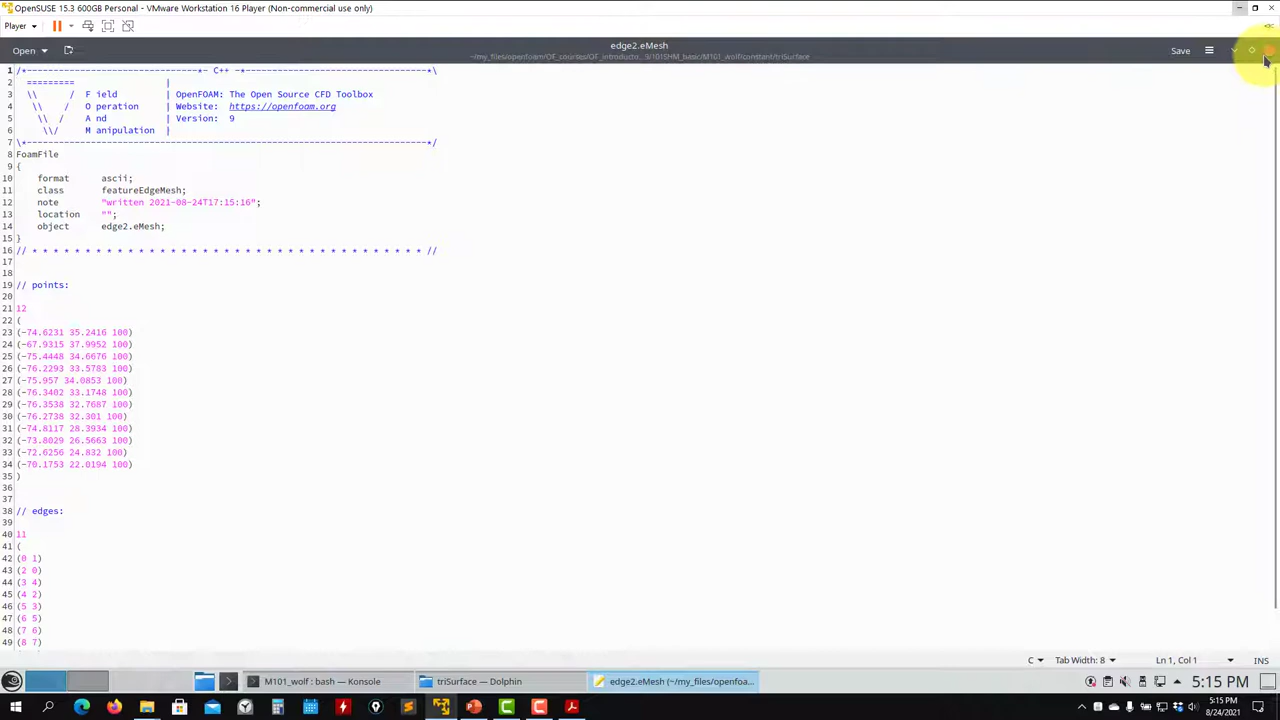 OpenSUSE 15.3 600GB Personal - VMware Workstation 16 Player (Non-commercial use only)
Player
Open
edge2.eMesh
Save
1 /*--------------------------------*- C++ -*----------------------------------*\
2 ========= |
3 \\ / F ield | OpenFOAM: The Open Source CFD Toolbox
4 \\ / O peration | Website: https://openfoam.org
5 \\ / A nd | Version: 9
6 \\/ M anipulation |
7 \*---------------------------------------------------------------------------*/
8 FoamFile
9 {
10 format ascii;
11 class featureEdgeMesh;
12 note "written 2021-08-24T17:15:16";
13 location "";
14 object edge2.eMesh;
15 }
16 // * * * * * * * * * * * * * * * * * * * * * * * * * * * * * * * * * * * * * //
17
18
19 // points:
20
21 12
22 (
23 (-74.6231 35.2416 100)
24 (-67.9315 37.9952 100)
25 (-75.4448 34.6676 100)
26 (-76.2293 33.5783 100)
27 (-75.957 34.0853 100)
28 (-76.3402 33.1748 100)
29 (-76.3538 32.7687 100)
30 (-76.2738 32.301 100)
31 (-74.8117 28.3934 100)
32 (-73.8029 26.5663 100)
33 (-72.6256 24.832 100)
34 (-70.1753 22.0194 100)
35 )
36
37
38 // edges:
39
40 11
41 (
42 (0 1)
43 (2 0)
44 (3 4)
45 (4 2)
46 (5 3)
47 (6 5)
48 (7 6)
49 (8 7)
C Tab Width: 8 Ln 1, Col 1 INS
M101_wolf : bash — Konsole triSurface — Dolphin edge2.eMesh (~/my_files/openfoa... 5:15 PM
5:15 PM
8/24/2021